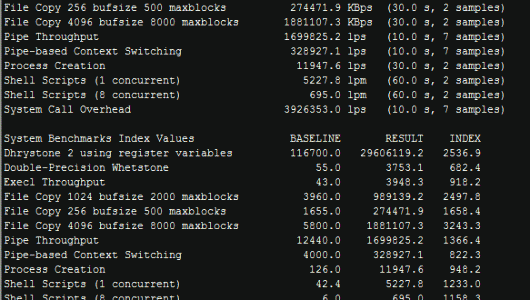 File Copy 256 bufsize 500 maxblocks 274471.9 KBps (30.0 s, 2 samples)
File Copy 4096 bufsize 8000 maxblocks 1881107.3 KBps (30.0 s, 2 samples)
Pipe Throughput 1699825.2 lps (10.0 s, 7 samples)
Pipe-based Context Switching 328927.1 lps (10.0 s, 7 samples)
Process Creation 11947.6 lps (30.0 s, 2 samples)
Shell Scripts (1 concurrent) 5227.8 lpm (60.0 s, 2 samples)
Shell Scripts (8 concurrent) 695.0 lpm (60.0 s, 2 samples)
System Call Overhead 3926353.0 lps (10.0 s, 7 samples)
System Benchmarks Index Values BASELINE RESULT INDEX
Dhrystone 2 using register variables 116700.0 29606119.2 2536.9
Double-Precision Whetstone 55.0 3753.1 682.4
Execl Throughput 43.0 3948.3 918.2
File Copy 1024 bufsize 2000 maxblocks 3960.0 989139.2 2497.8
File Copy 256 bufsize 500 maxblocks 1655.0 274471.9 1658.4
File Copy 4096 bufsize 8000 maxblocks 5800.0 1881107.3 3243.3
Pipe Throughput 12440.0 1699825.2 1366.4
Pipe-based Context Switching 4000.0 328927.1 822.3
Process Creation 126.0 11947.6 948.2
Shell Scripts (1 concurrent) 42.4 5227.8 1233.0
Shell Scripts (8 concurrent) 6.0 695.0 1158.3